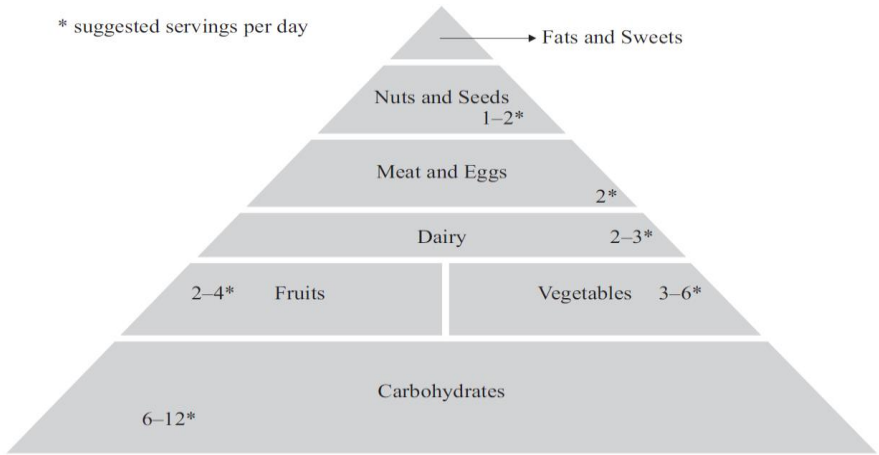 * suggested servings per day
Fats and Sweets
Nuts and Seeds
1–2*
Meat and Eggs
2*
Dairy 2–3*
2–4* Fruits Vegetables 3–6*
Carbohydrates
6–12*